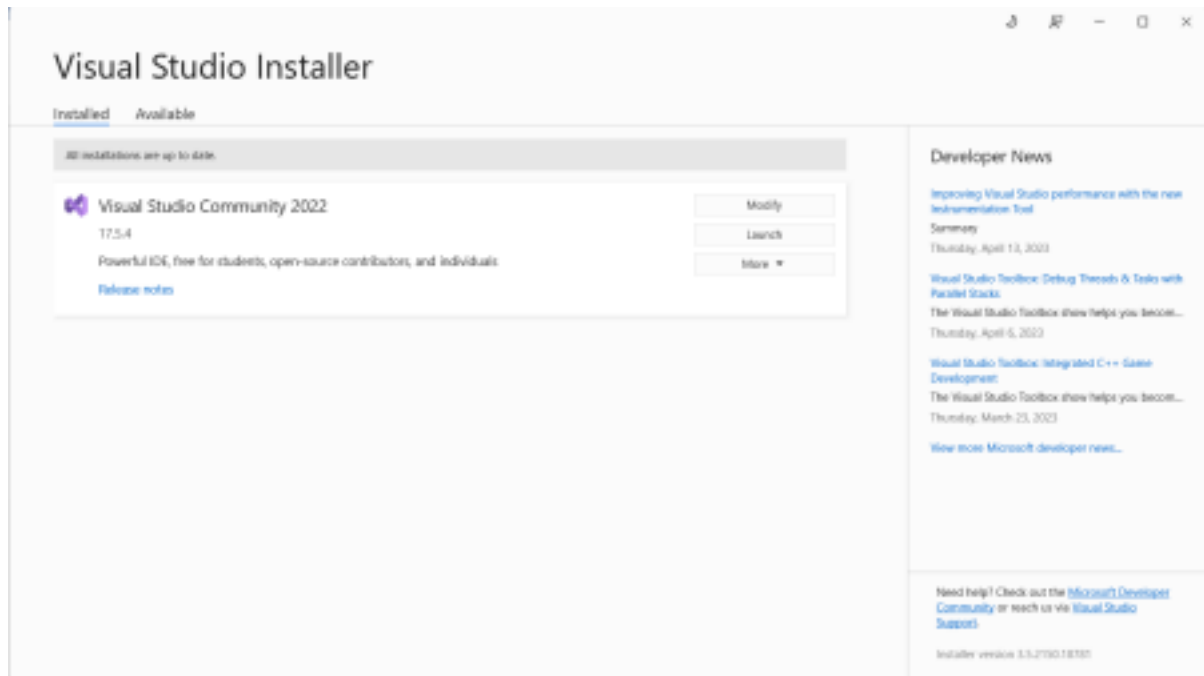 Visual Studio Installer
Installed Available
All installations are up to date.
Visual Studio Community 2022
17.5.4
Powerful IDE, free for students, open-source contributors, and individuals
Release notes
Modify
Launch
More
Developer News
Improving Visual Studio performance with the new
Instrumentation Tool
Summary
Thursday, April 13, 2023
Visual Studio Toolbox: Debug Threads & Tasks with
Parallel Stacks
The Visual Studio Toolbox show helps you becom...
Thursday, April 6, 2023
Visual Studio Toolbox: Integrated C++ Game
Development
The Visual Studio Toolbox show helps you becom...
Thursday, March 23, 2023
View more Microsoft developer news...
Need help? Check out the Microsoft Developer
Community or reach us via Visual Studio
Support.
Installer version